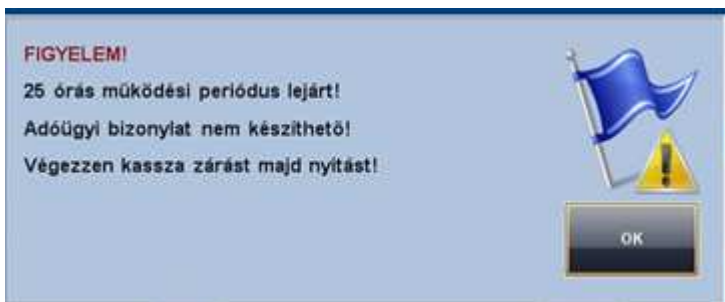 FIGYELEM!
25 órás működési periódus lejárt!
Adóügyi bizonylat nem készíthető!
Végezzen kassza zárást majd nyitást!
OK